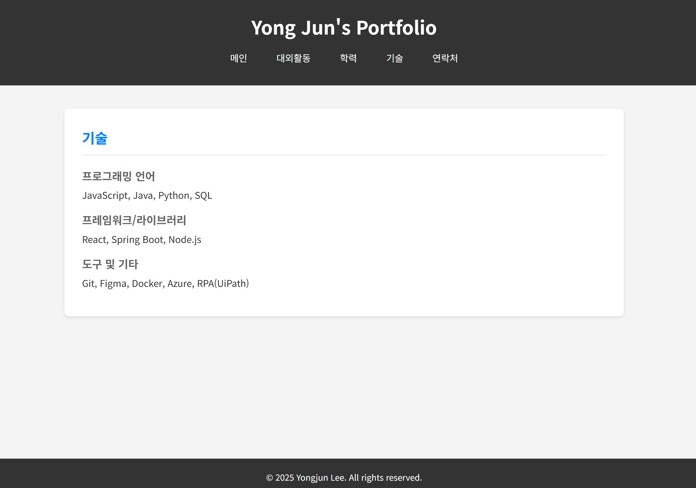 Yong Jun's Portfolio
메인 대외활동 학력 기술 연락처
기술
프로그래밍 언어
JavaScript, Java, Python, SQL
프레임워크/라이브러리
React, Spring Boot, Node.js
도구 및 기타
Git, Figma, Docker, Azure, RPA(UiPath)
© 2025 Yongjun Lee. All rights reserved.